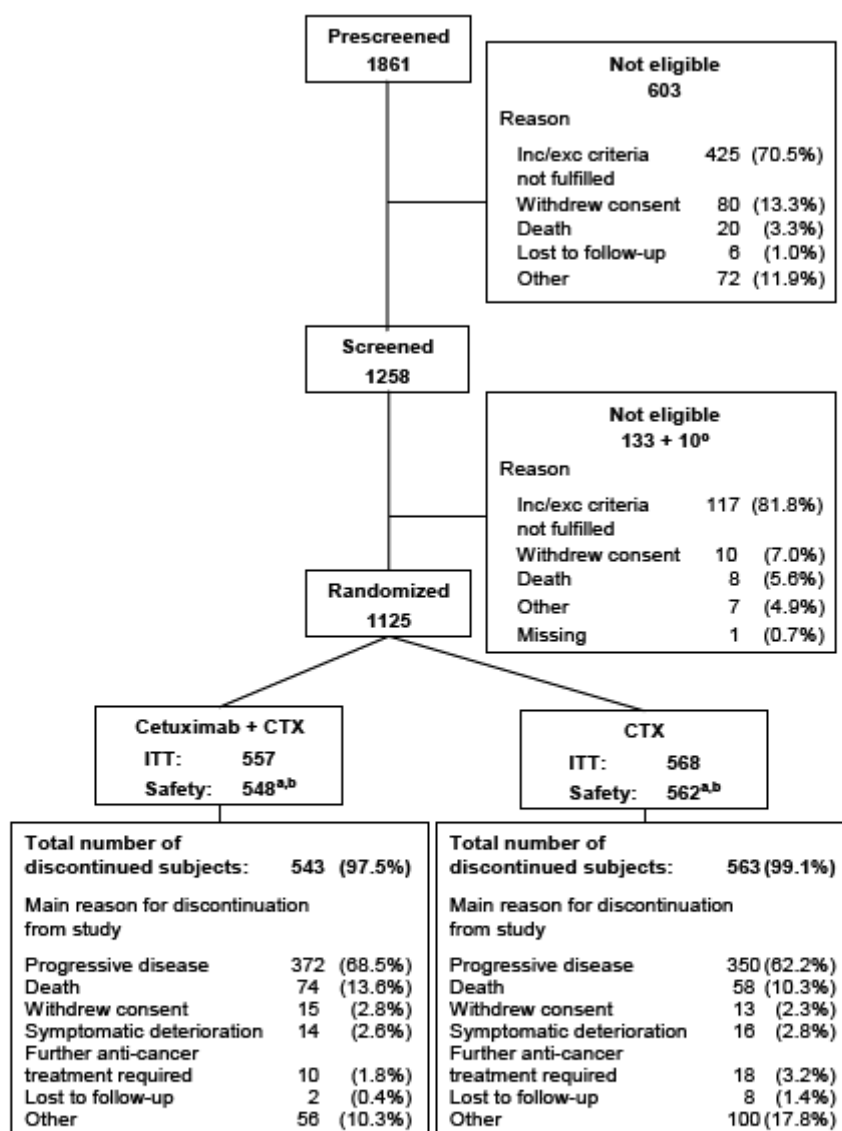 Prescreened
1861
Not eligible
603
Reason
Inc/exc criteria 425 (70.5%)
not fulfilled
Withdrew consent 80 (13.3%)
Death 20 (3.3%)
Lost to follow-up 6 (1.0%)
Other 72 (11.9%)
Screened
1258
Not eligible
133 + 10º
Reason
Inc/exc criteria 117 (81.8%)
not fulfilled
Withdrew consent 10 (7.0%)
Death 8 (5.6%)
Other 7 (4.9%)
Missing 1 (0.7%)
Randomized
1125
Cetuximab + CTX
ITT: 557
Safety: 548a,b
CTX
ITT: 568
Safety: 562a,b
Total number of
discontinued subjects: 543 (97.5%)
Main reason for discontinuation
from study
Progressive disease 372 (68.5%)
Death 74 (13.6%)
Withdrew consent 15 (2.8%)
Symptomatic deterioration 14 (2.6%)
Further anti-cancer
treatment required 10 (1.8%)
Lost to follow-up 2 (0.4%)
Other 56 (10.3%)
Total number of
discontinued subjects: 563 (99.1%)
Main reason for discontinuation
from study
Progressive disease 350 (62.2%)
Death 58 (10.3%)
Withdrew consent 13 (2.3%)
Symptomatic deterioration 16 (2.8%)
Further anti-cancer
treatment required 18 (3.2%)
Lost to follow-up 8 (1.4%)
Other 100 (17.8%)